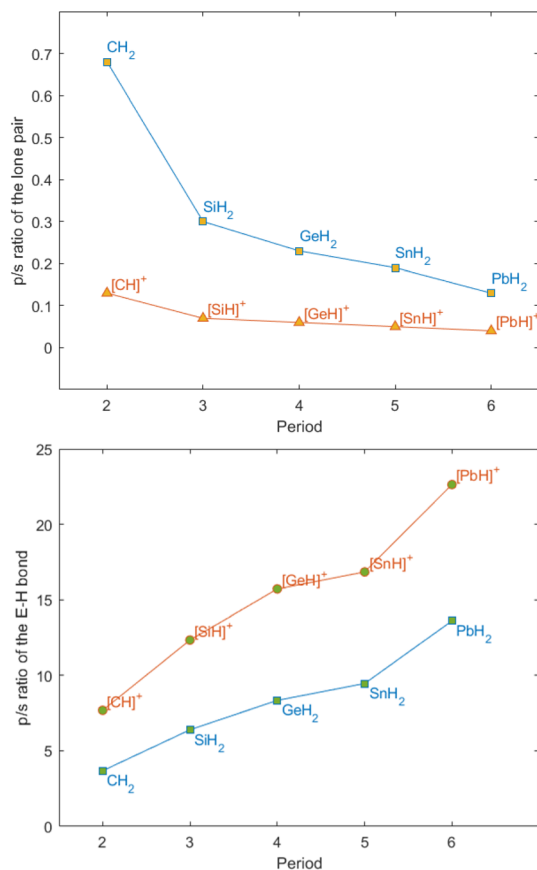 0.7
0.6
0.5
0.4
0.3
0.2
0.1
0
p/s ratio of the lone pair
CH2
SiH2
GeH2
SnH2
PbH2
[CH]+
[SiH]+
[GeH]+
[SnH]+
[PbH]+
2 3 4 5 6
Period
25
20
15
10
5
0
p/s ratio of the E-H bond
[PbH]+
[SnH]+
[GeH]+
[SiH]+
[CH]+
PbH2
SnH2
GeH2
SiH2
CH2
2 3 4 5 6
Period